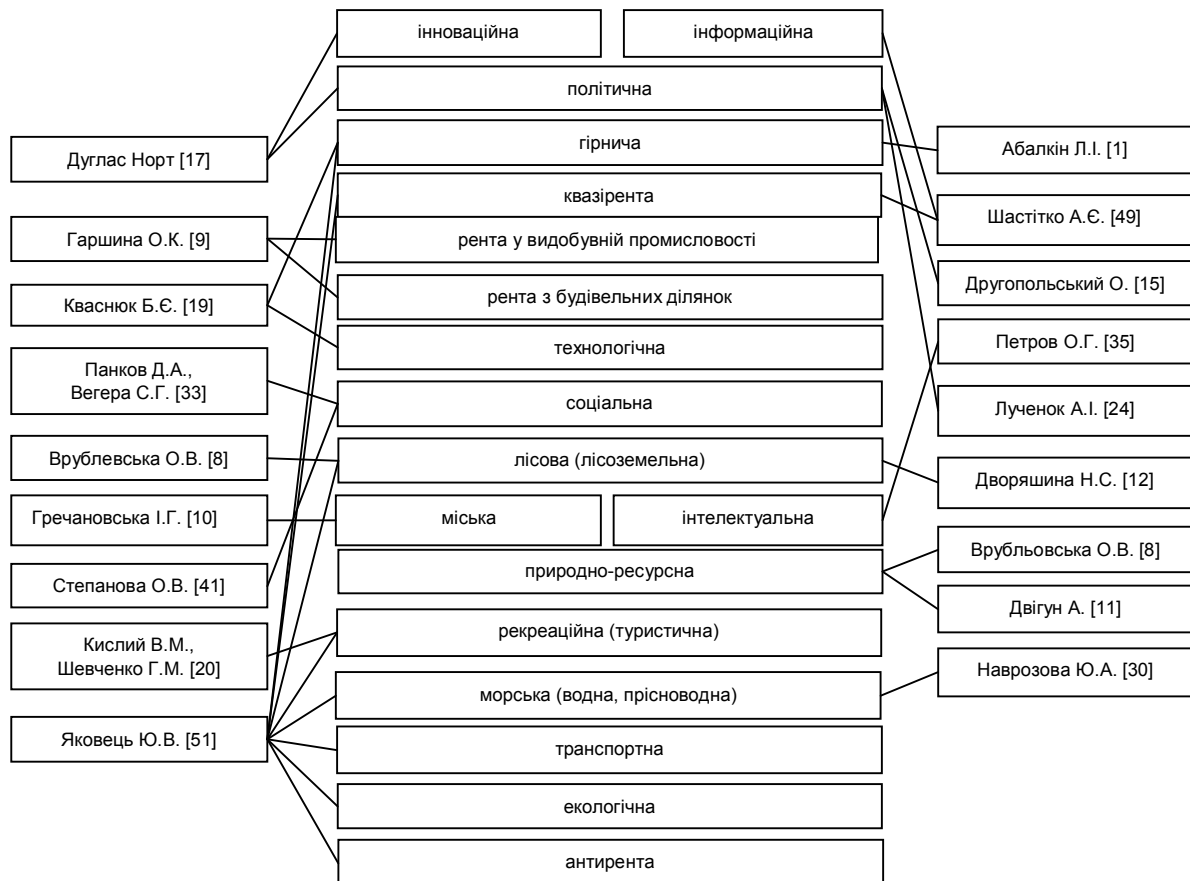 інноваційна
інформаційна
політична
гірнича
квазірента
рента у видобувній промисловості
рента з будівельних ділянок
технологічна
соціальна
лісова (лісоземельна)
міська
інтелектуальна
природно-ресурсна
рекреаційна (туристична)
морська (водна, прісноводна)
транспортна
екологічна
антирента
Дуглас Норт [17]
Гаршина О.К. [9]
Кваснюк Б.Є. [19]
Панков Д.А.,
Вегера С.Г. [33]
Врублевська О.В. [8]
Гречановська І.Г. [10]
Степанова О.В. [41]
Кислий В.М.,
Шевченко Г.М. [20]
Яковець Ю.В. [51]
Абалкін Л.І. [1]
Шастітко А.Є. [49]
Другопольський О. [15]
Петров О.Г. [35]
Лученок А.І. [24]
Дворяшина Н.С. [12]
Врубльовська О.В. [8]
Двігун А. [11]
Наврозова Ю.А. [30]